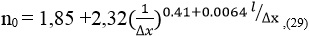 n₀ = 1,85 +2,32(1/Δx)^0.41+0.0064 l/Δx ,(29)